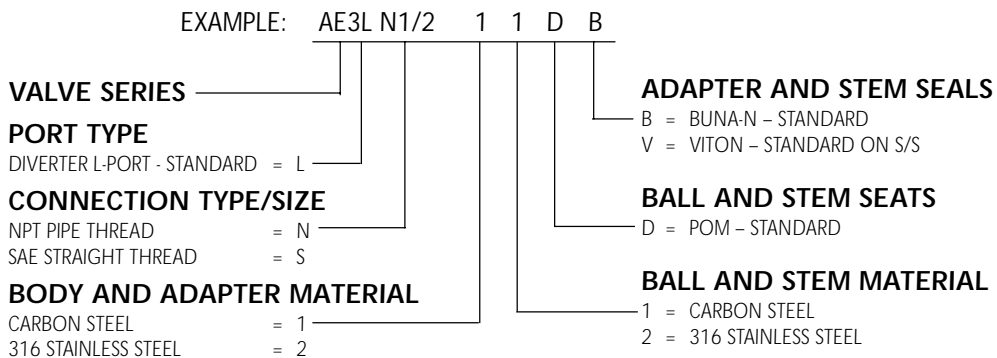 EXAMPLE: AE3L N1/2 1 1 D B
VALVE SERIES
PORT TYPE
DIVERTER L-PORT - STANDARD = L
CONNECTION TYPE/SIZE
NPT PIPE THREAD = N
SAE STRAIGHT THREAD = S
BODY AND ADAPTER MATERIAL
CARBON STEEL = 1
316 STAINLESS STEEL = 2
ADAPTER AND STEM SEALS
B = BUNA-N – STANDARD
V = VITON – STANDARD ON S/S
BALL AND STEM SEATS
D = POM – STANDARD
BALL AND STEM MATERIAL
1 = CARBON STEEL
2 = 316 STAINLESS STEEL